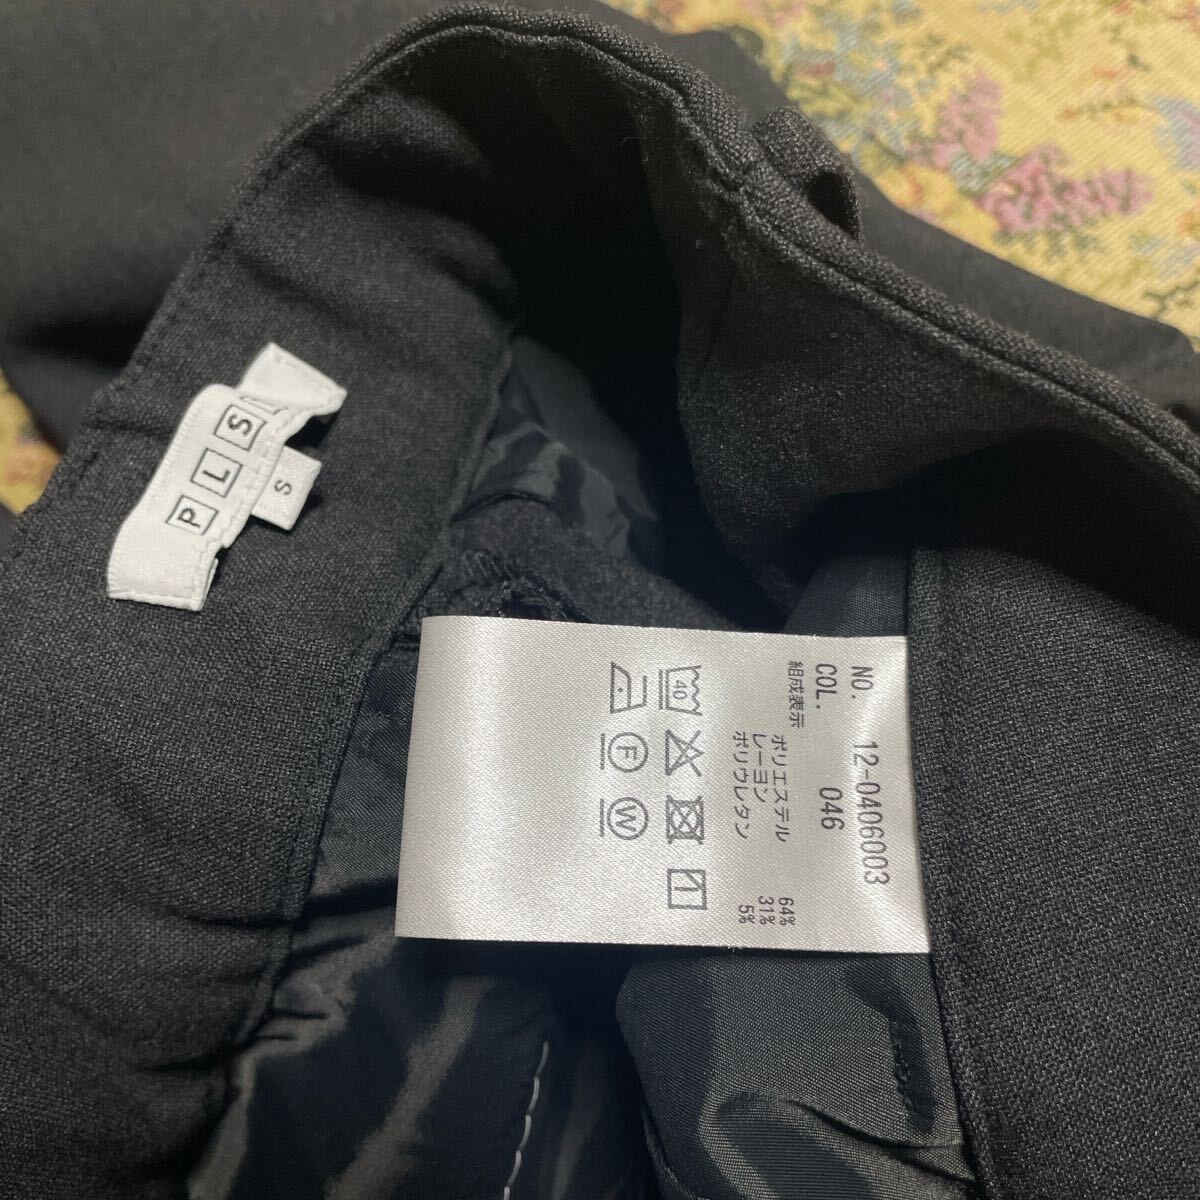 PLS
S
NO. 12-0406003
COL. 046
組成表示
ポリエステル 64%
レーヨン 31%
ポリウレタン 5%
40
F
W